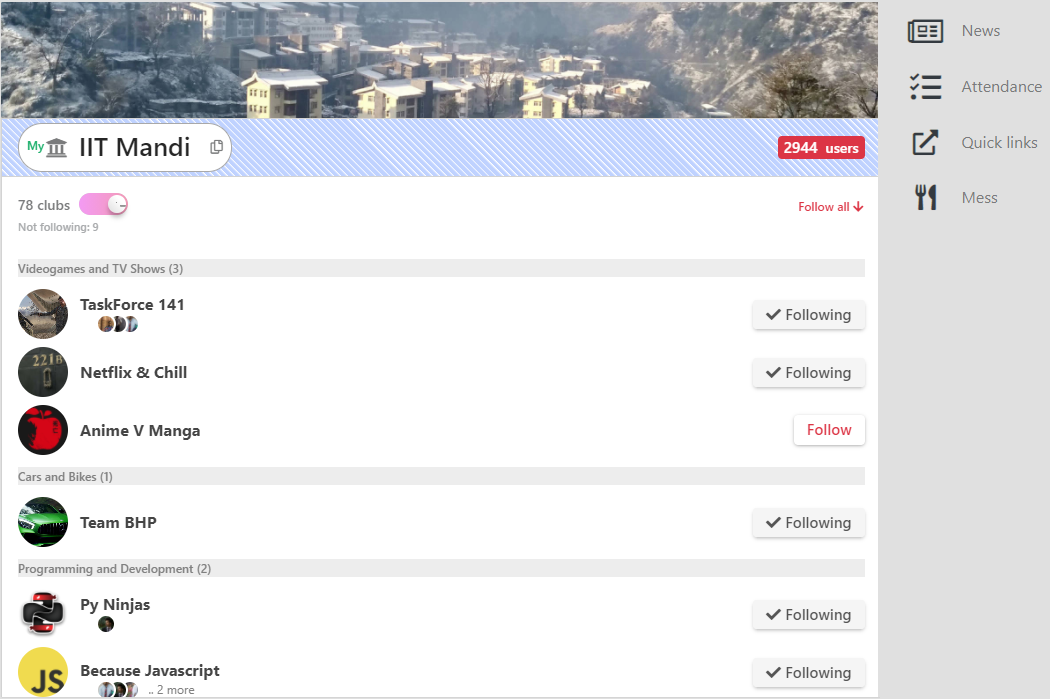 My IIT Mandi
2944 users
78 clubs
Not following: 9
Follow all
Videogames and TV Shows (3)
TaskForce 141
Following
221B
Netflix & Chill
Following
Anime V Manga
Follow
Cars and Bikes (1)
Team BHP
Following
Programming and Development (2)
Py Ninjas
Following
JS
Because Javascript
.. 2 more
Following
News
Attendance
Quick links
Mess